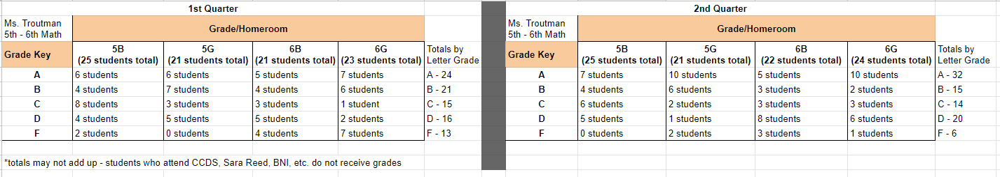 1st Quarter 2nd Quarter
Ms. Troutman
5th - 6th Math Grade/Homeroom Ms. Troutman
5th - 6th Math Grade/Homeroom
Grade Key 5B
(25 students total) 5G
(21 students total) 6B
(21 students total) 6G
(23 students total) Totals by
Letter Grade Grade Key 5B
(25 students total) 5G
(21 students total) 6B
(22 students total) 6G
(24 students total) Totals by
Letter Grade
A 6 students 6 students 5 students 7 students A - 24 A 7 students 10 students 5 students 10 students A - 32
B 4 students 7 students 4 students 6 students B - 21 B 4 students 6 students 3 students 2 students B - 15
C 8 students 3 students 3 students 1 student C - 15 C 6 students 2 students 3 students 3 students C - 14
D 4 students 5 students 5 students 2 students D - 16 D 5 students 1 students 8 students 6 students D - 20
F 2 students 0 students 4 students 7 students F - 13 F 0 students 2 students 3 students 1 students F - 6
*totals may not add up - students who attend CCDS, Sara Reed, BNI, etc. do not receive grades